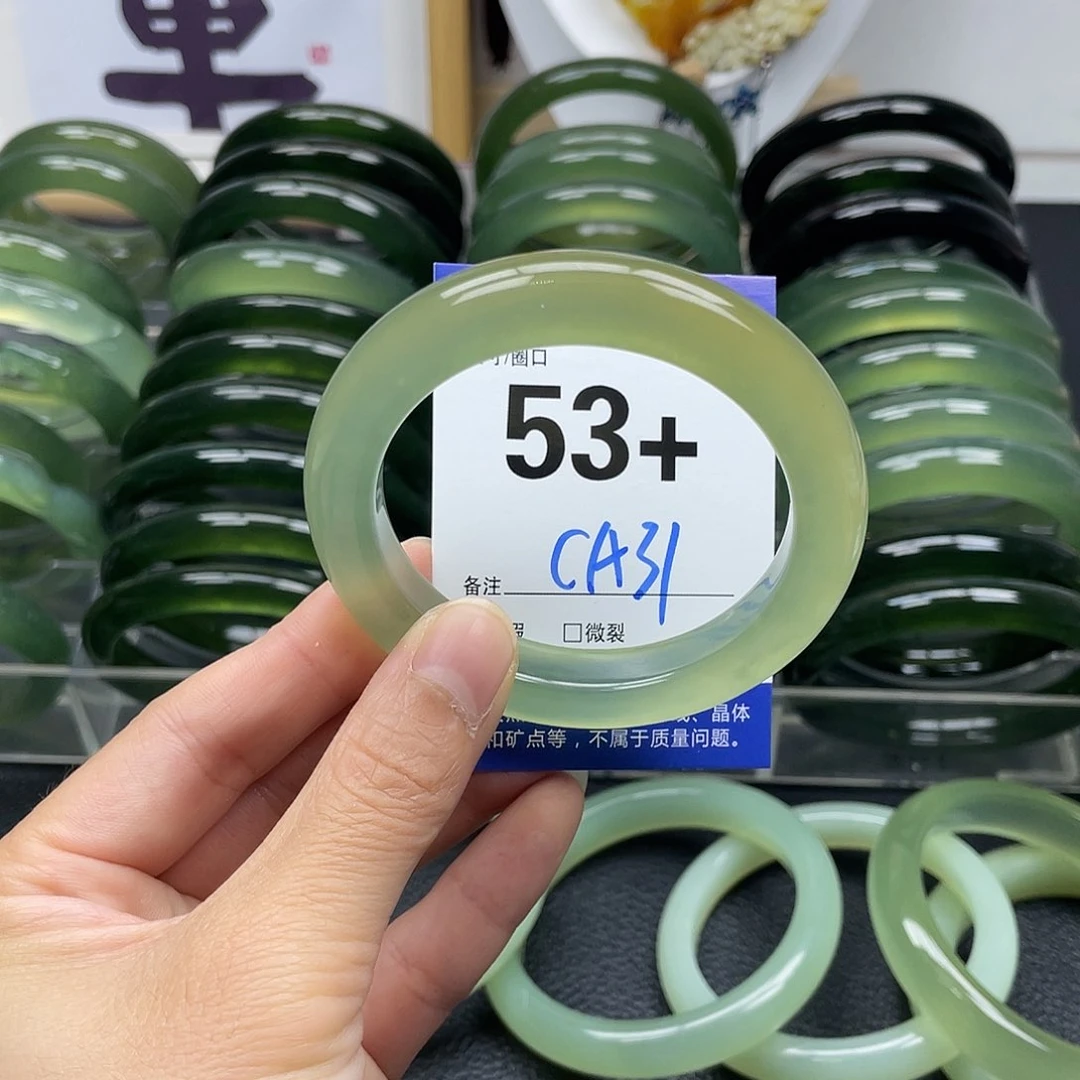 /圈口
53+
CA31
备注
□微裂
、晶体
和矿点等，不属于质量问题。